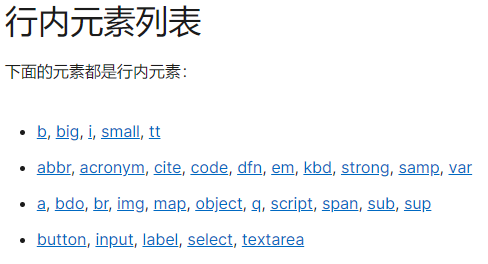 行内元素列表
下面的元素都是行内元素：
b, big, i, small, tt
abbr, acronym, cite, code, dfn, em, kbd, strong, samp, var
a, bdo, br, img, map, object, q, script, span, sub, sup
button, input, label, select, textarea